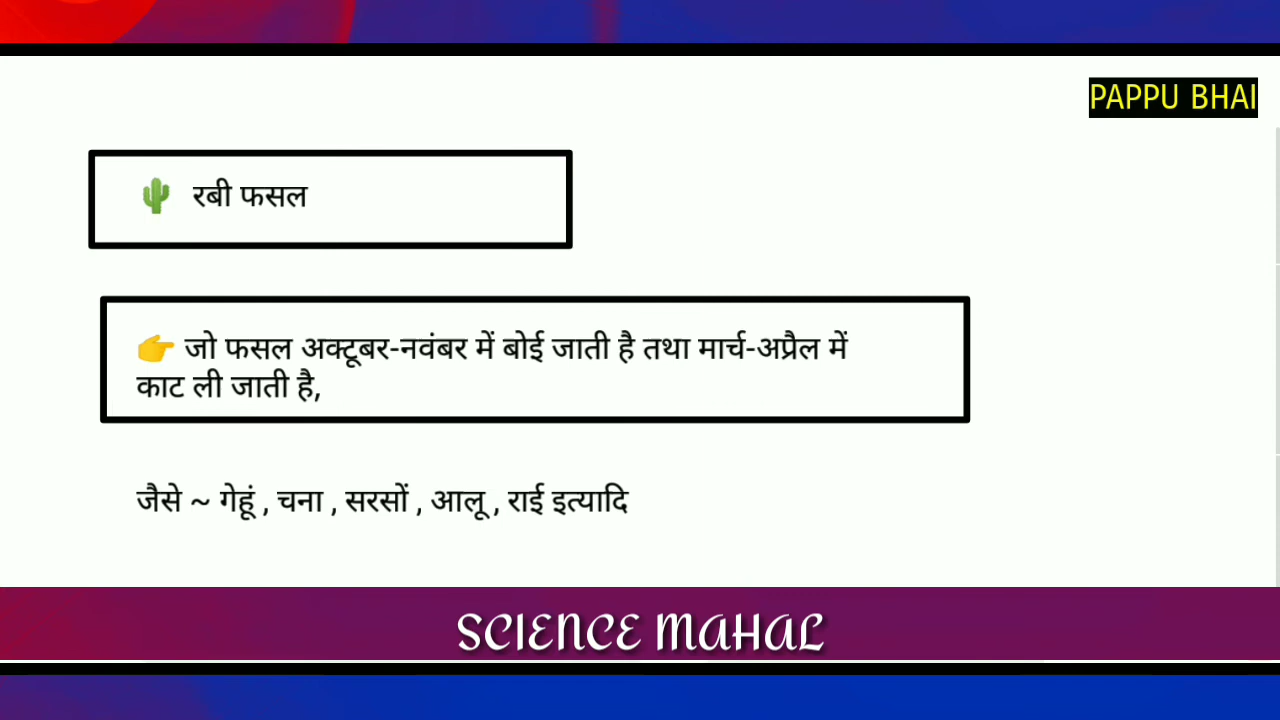 PAPPU BHAI
🌵 रबी फसल
👉 जो फसल अक्टूबर-नवंबर में बोई जाती है तथा मार्च-अप्रैल में
काट ली जाती है,
जैसे ~ गेहूं , चना , सरसों , आलू , राई इत्यादि
SCIENCE MAHAL